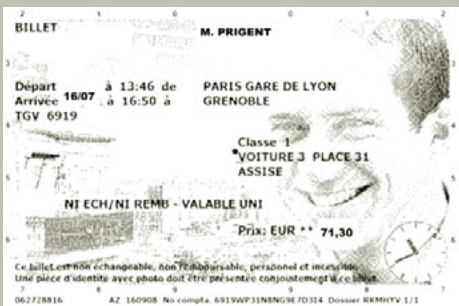 BILLET
M. PRIGENT
Départ 16/07 à 13:46 de PARIS GARE DE LYON
Arrivée à 16:50 à GRENOBLE
TGV 6919
Classe 1
VOITURE 3 PLACE 31
ASSISE
NI ECH/NI REMB - VALABLE UNI
Prix: EUR ** 71,30
Ce billet est non échangeable, non remboursable, personnel et incessible
Une pièce d'identité avec photo doit être présentée conjointement à ce billet.
062728816 AZ 160908 No compta. Dossier RKMHYV 1/1